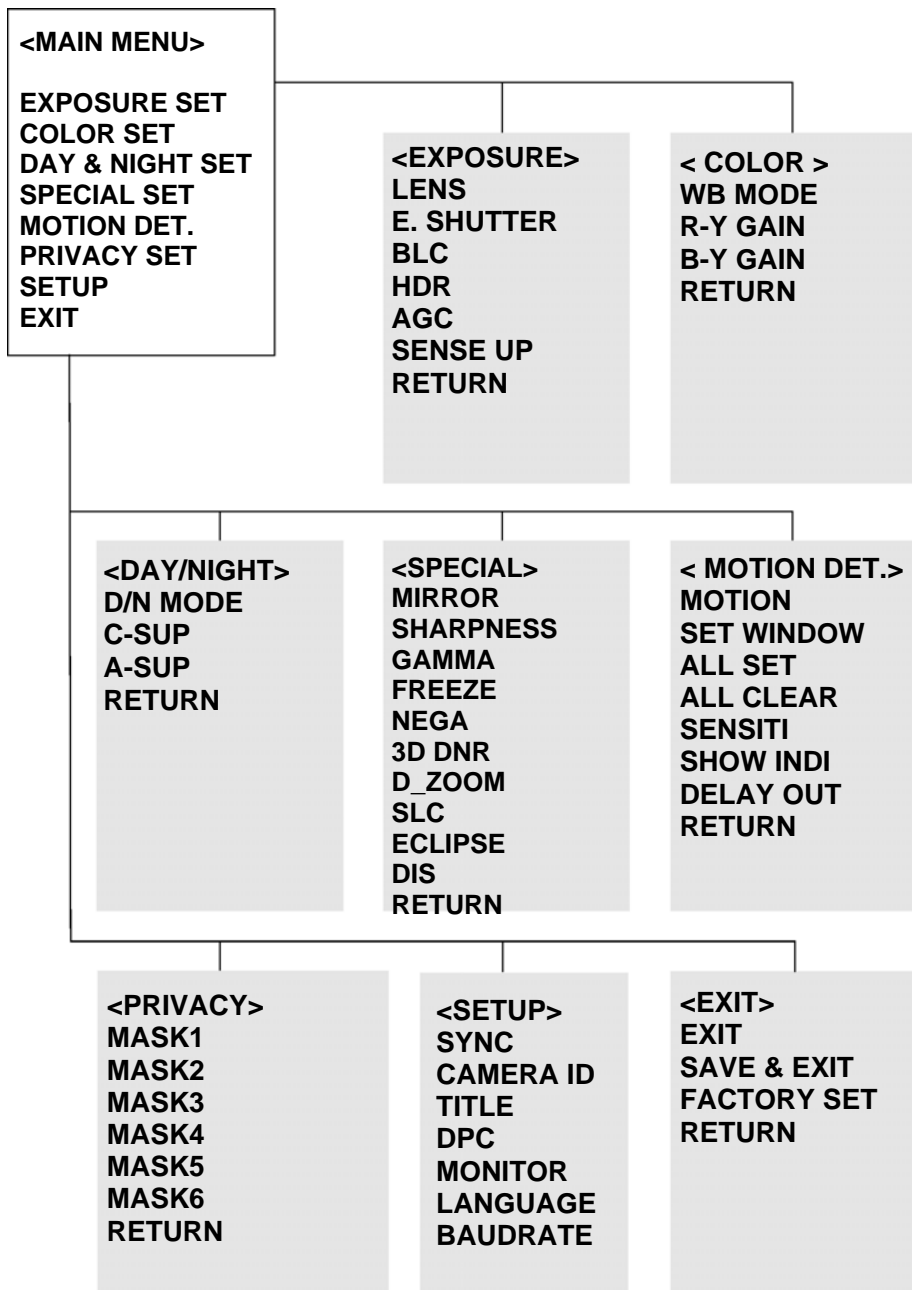 <MAIN MENU>
EXPOSURE SET
COLOR SET
DAY & NIGHT SET
SPECIAL SET
MOTION DET.
PRIVACY SET
SETUP
EXIT
<EXPOSURE>
LENS
E. SHUTTER
BLC
HDR
AGC
SENSE UP
RETURN
< COLOR >
WB MODE
R-Y GAIN
B-Y GAIN
RETURN
<DAY/NIGHT>
D/N MODE
C-SUP
A-SUP
RETURN
<SPECIAL>
MIRROR
SHARPNESS
GAMMA
FREEZE
NEGA
3D DNR
D_ZOOM
SLC
ECLIPSE
DIS
RETURN
< MOTION DET.>
MOTION
SET WINDOW
ALL SET
ALL CLEAR
SENSITI
SHOW INDI
DELAY OUT
RETURN
<PRIVACY>
MASK1
MASK2
MASK3
MASK4
MASK5
MASK6
RETURN
<SETUP>
SYNC
CAMERA ID
TITLE
DPC
MONITOR
LANGUAGE
BAUDRATE
<EXIT>
EXIT
SAVE & EXIT
FACTORY SET
RETURN